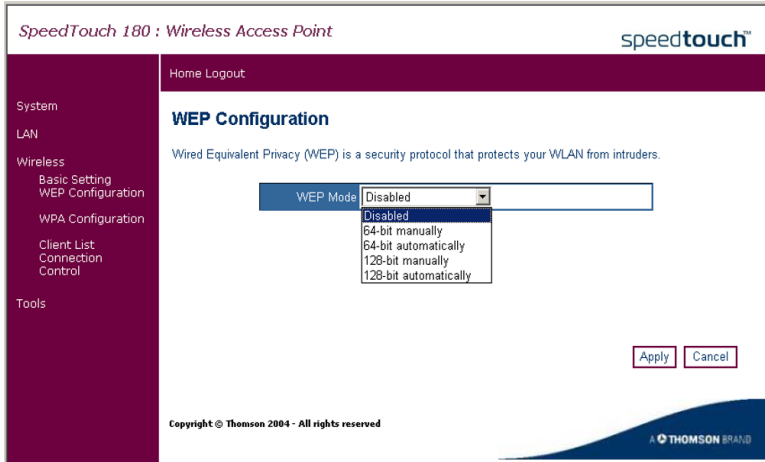 SpeedTouch 180 : Wireless Access Point
speedtouch™
Home Logout
System
LAN
Wireless
Basic Setting
WEP Configuration
WPA Configuration
Client List
Connection
Control
Tools
WEP Configuration
Wired Equivalent Privacy (WEP) is a security protocol that protects your WLAN from intruders.
WEP Mode Disabled
Disabled
64-bit manually
64-bit automatically
128-bit manually
128-bit automatically
Apply Cancel
Copyright © Thomson 2004 - All rights reserved
A THOMSON BRAND